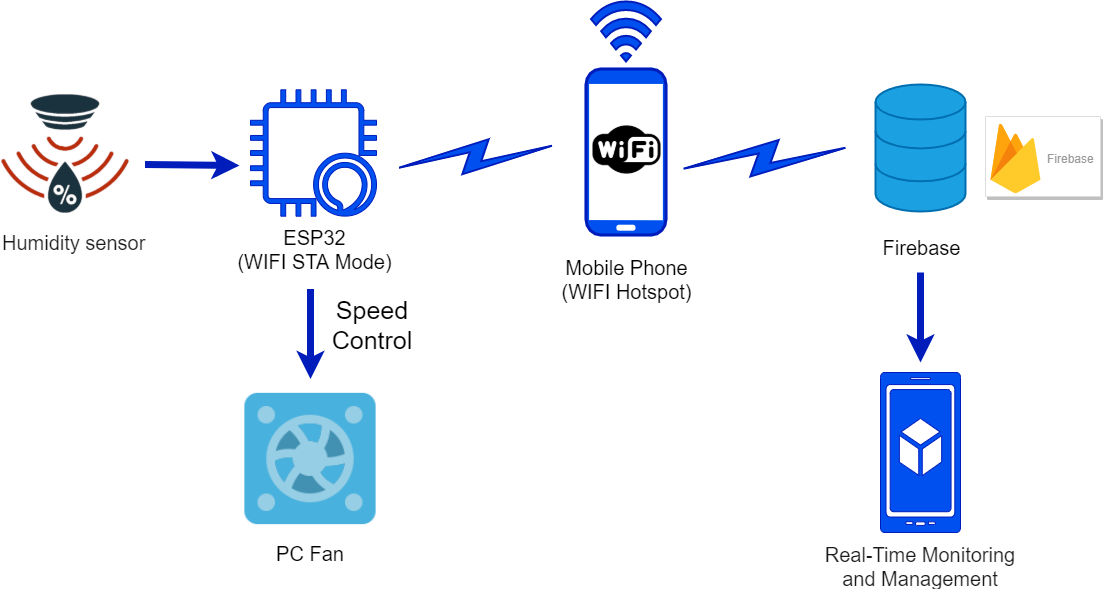 WiFi
%
Firebase
Humidity sensor
ESP32
(WIFI STA Mode)
Mobile Phone
(WIFI Hotspot)
Firebase
Speed
Control
PC Fan
Real-Time Monitoring
and Management